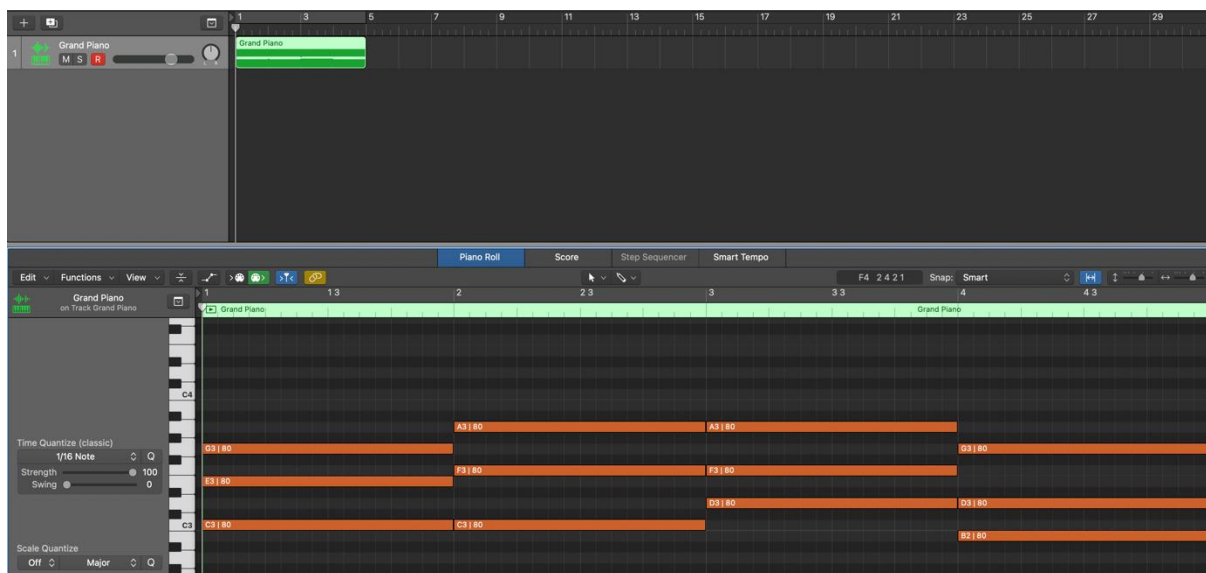 1 3 5 7 9 11 13 15 17 19 21 23 25 27 29
1 Grand Piano
M S R
L R
Grand Piano
Piano Roll Score Step Sequencer Smart Tempo
Edit Functions View F4 2 4 2 1 Snap: Smart
Grand Piano
on Track Grand Piano
1 1 3 2 2 3 3 3 3 4 4 3
Grand Piano Grand Piano
C4
A3 | 80 A3 | 80
Time Quantize (classic)
G3 | 80 G3 | 80
1/16 Note Q
Strength 100
F3 | 80 F3 | 80
Swing 0
E3 | 80
D3 | 80 D3 | 80
C3 C3 | 80 C3 | 80
B2 | 80
Scale Quantize
Off Major Q